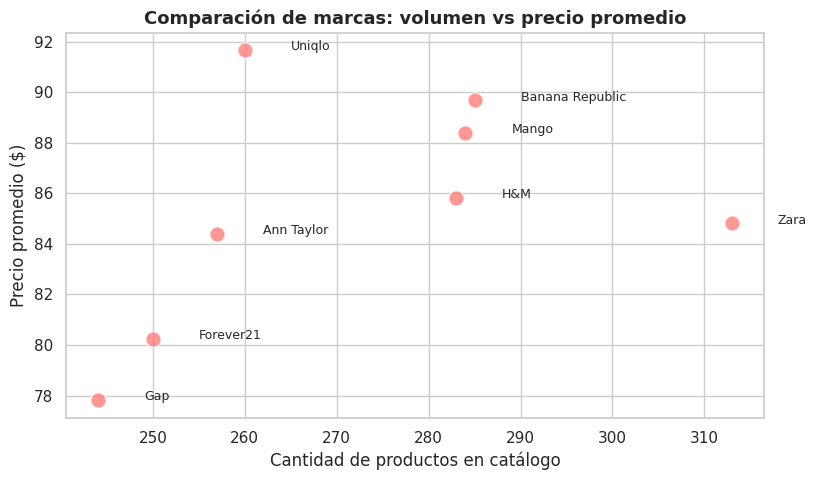 Comparación de marcas: volumen vs precio promedio
Precio promedio ($)
92
90
88
86
84
82
80
78
Uniqlo
Banana Republic
Mango
H&M
Zara
Ann Taylor
Forever21
Gap
250
260
270
280
290
300
310
Cantidad de productos en catálogo